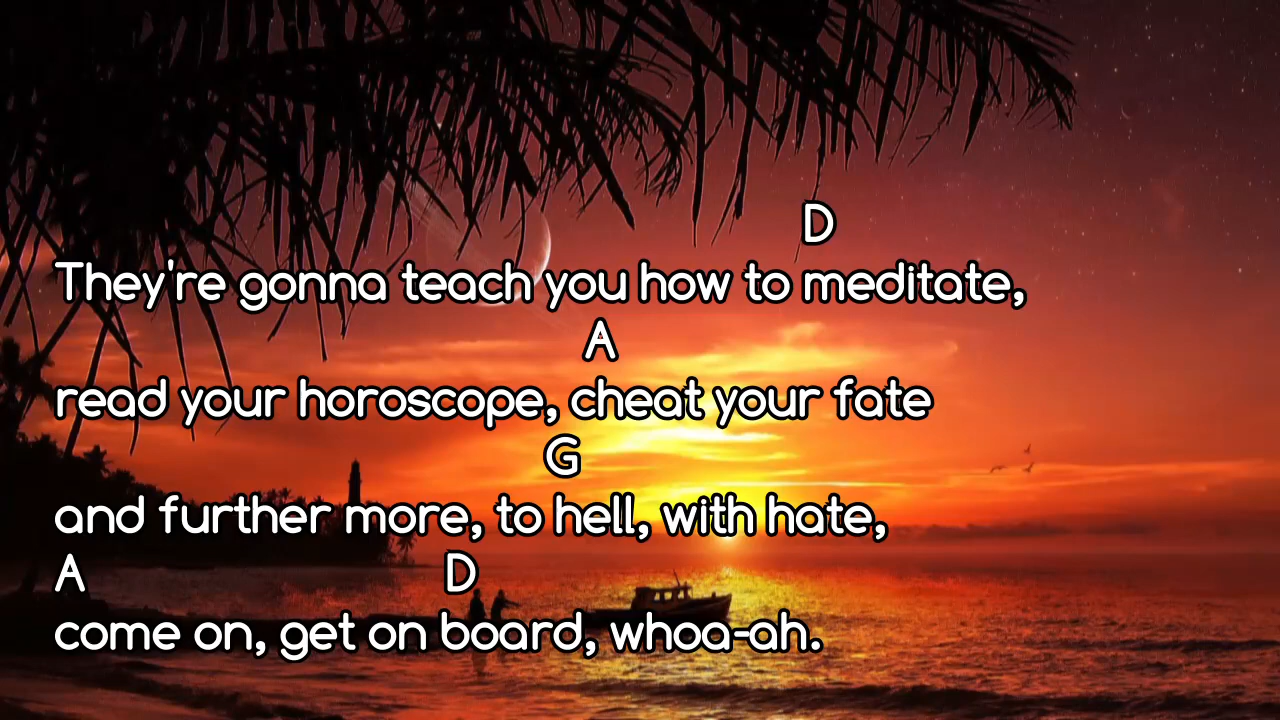 D
They're gonna teach you how to meditate,
A
read your horoscope, cheat your fate
G
and further more, to hell, with hate,
A D
come on, get on board, whoa-ah.